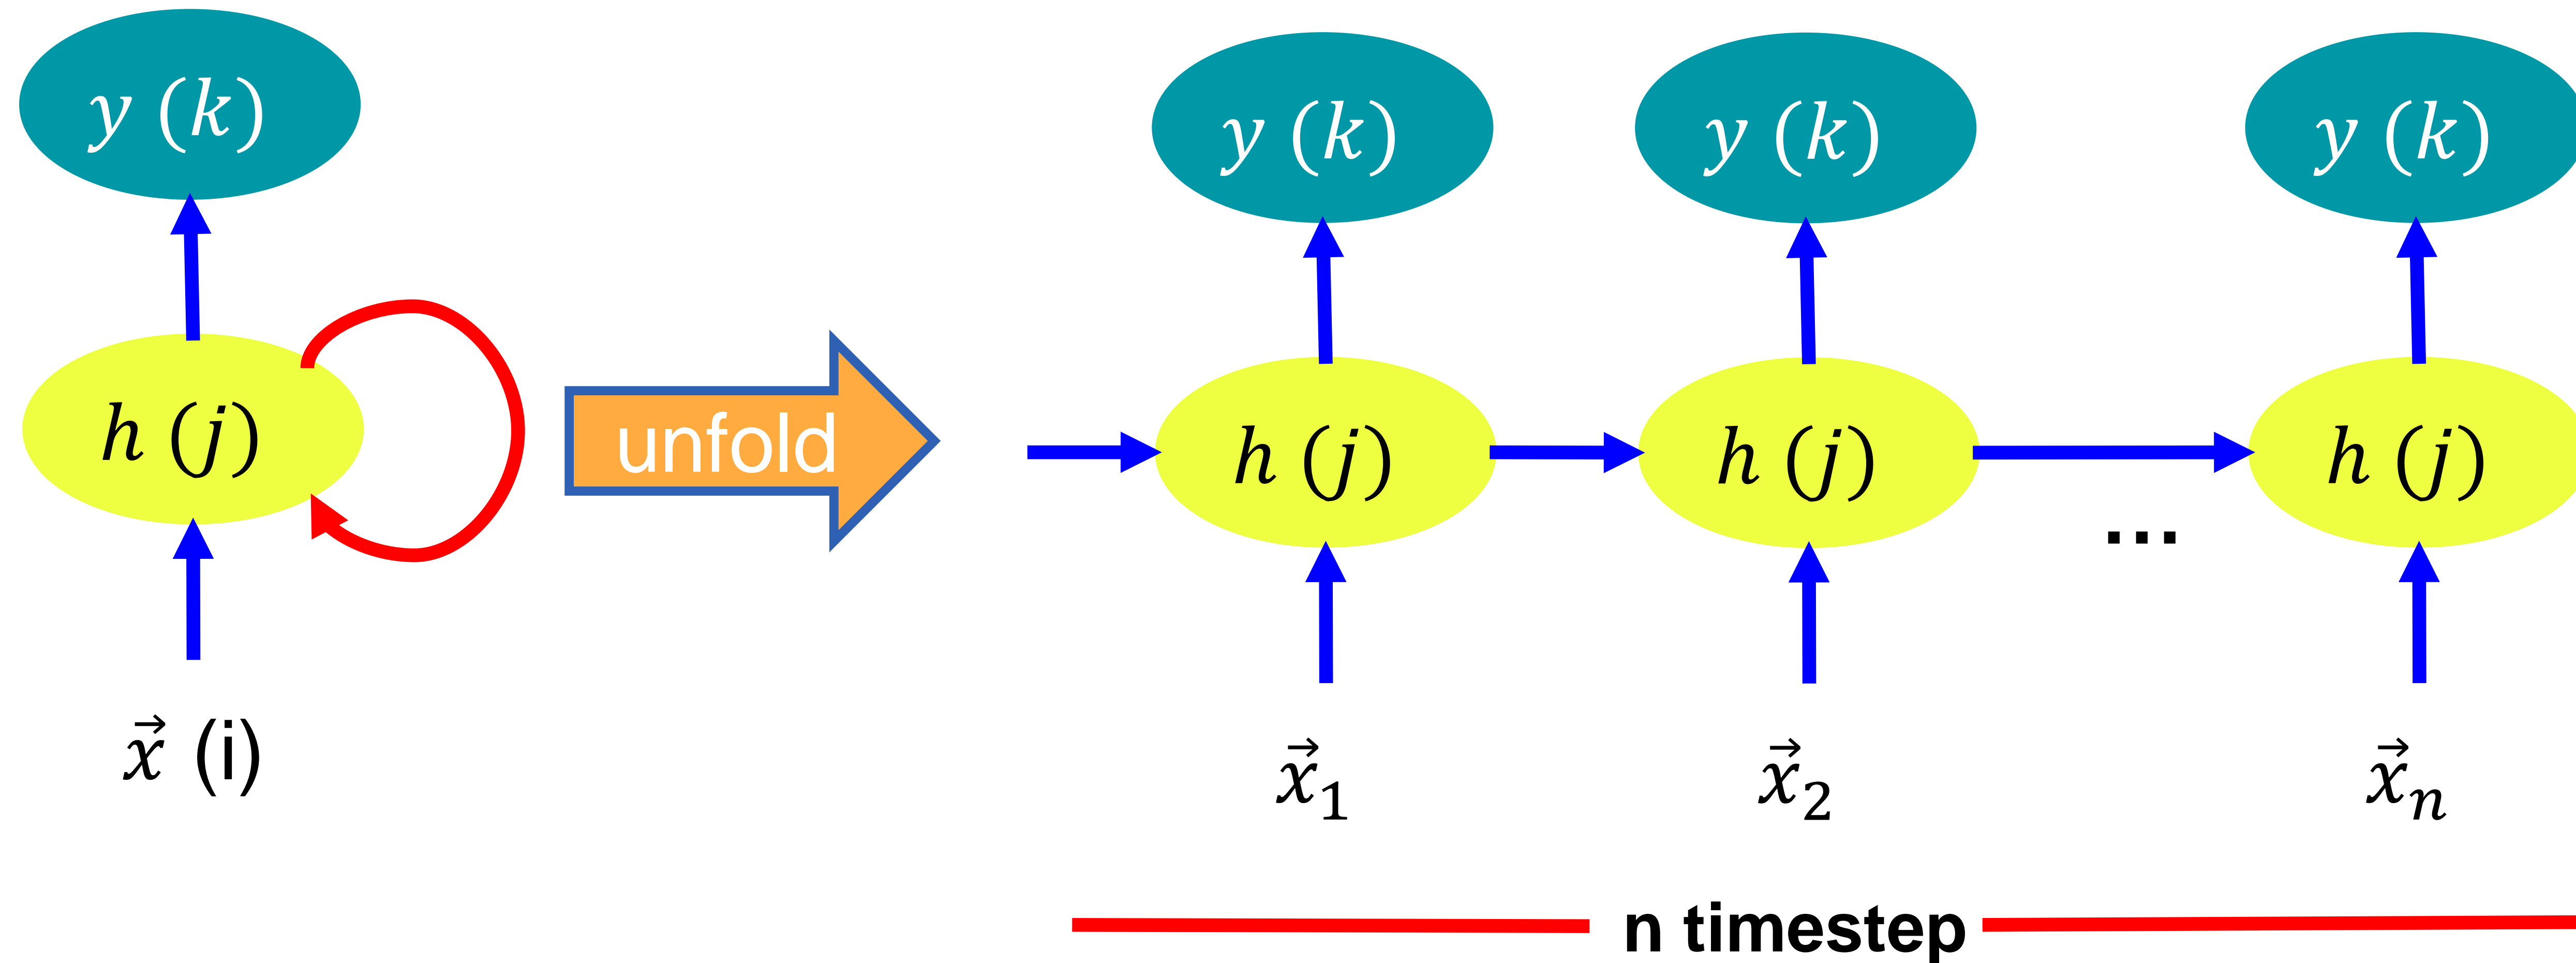 y (k)
h (j)
x⃗ (i)
unfold
y (k) y (k) y (k)
h (j) h (j) h (j)
...
x⃗₁ x⃗₂ x⃗ₙ
n timestep